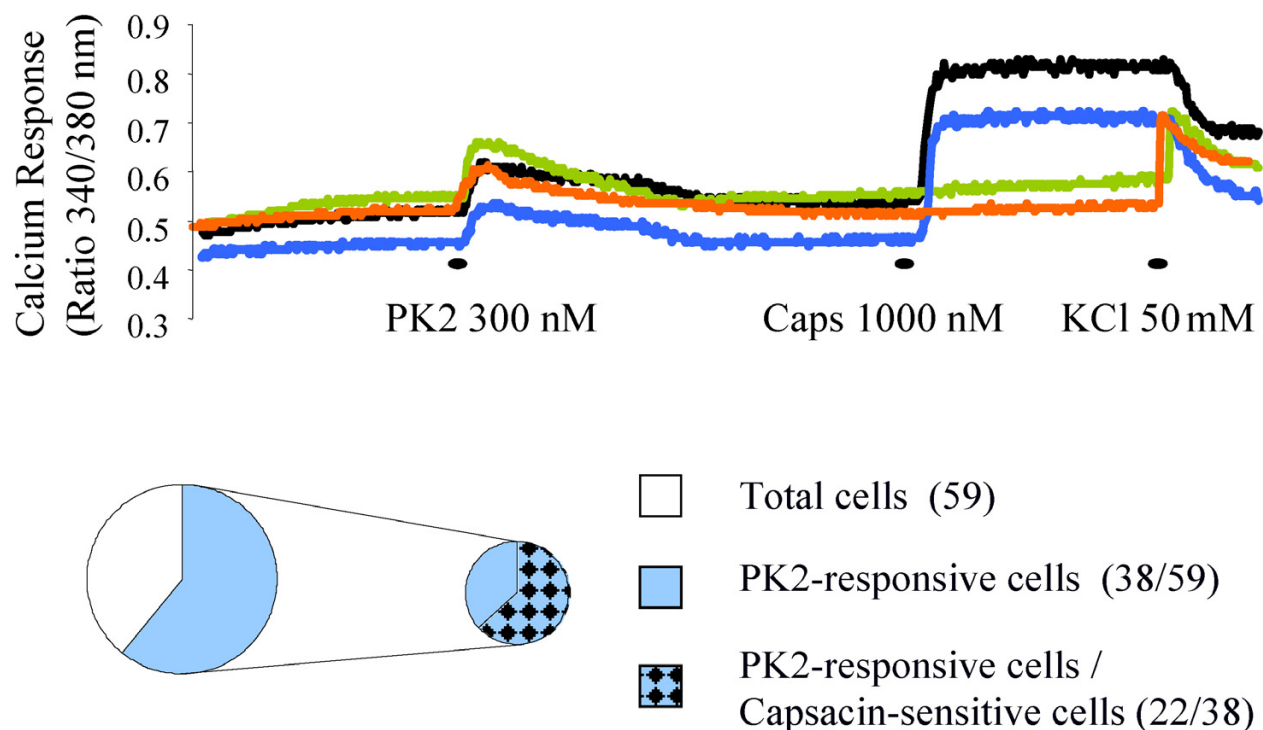 Calcium Response
(Ratio 340/380 nm)
0.9
0.8
0.7
0.6
0.5
0.4
0.3
PK2 300 nM
Caps 1000 nM
KCl 50 mM
Total cells (59)
PK2-responsive cells (38/59)
PK2-responsive cells /
Capsacin-sensitive cells (22/38)